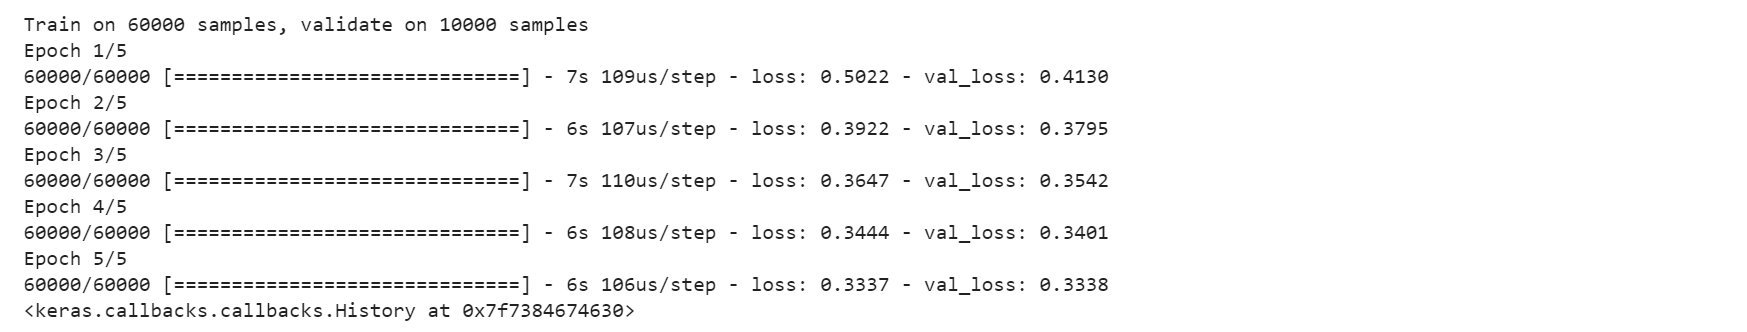 Train on 60000 samples, validate on 10000 samples
Epoch 1/5
60000/60000 [==============================] - 7s 109us/step - loss: 0.5022 - val_loss: 0.4130
Epoch 2/5
60000/60000 [==============================] - 6s 107us/step - loss: 0.3922 - val_loss: 0.3795
Epoch 3/5
60000/60000 [==============================] - 7s 110us/step - loss: 0.3647 - val_loss: 0.3542
Epoch 4/5
60000/60000 [==============================] - 6s 108us/step - loss: 0.3444 - val_loss: 0.3401
Epoch 5/5
60000/60000 [==============================] - 6s 106us/step - loss: 0.3337 - val_loss: 0.3338
<keras.callbacks.callbacks.History at 0x7f7384674630>